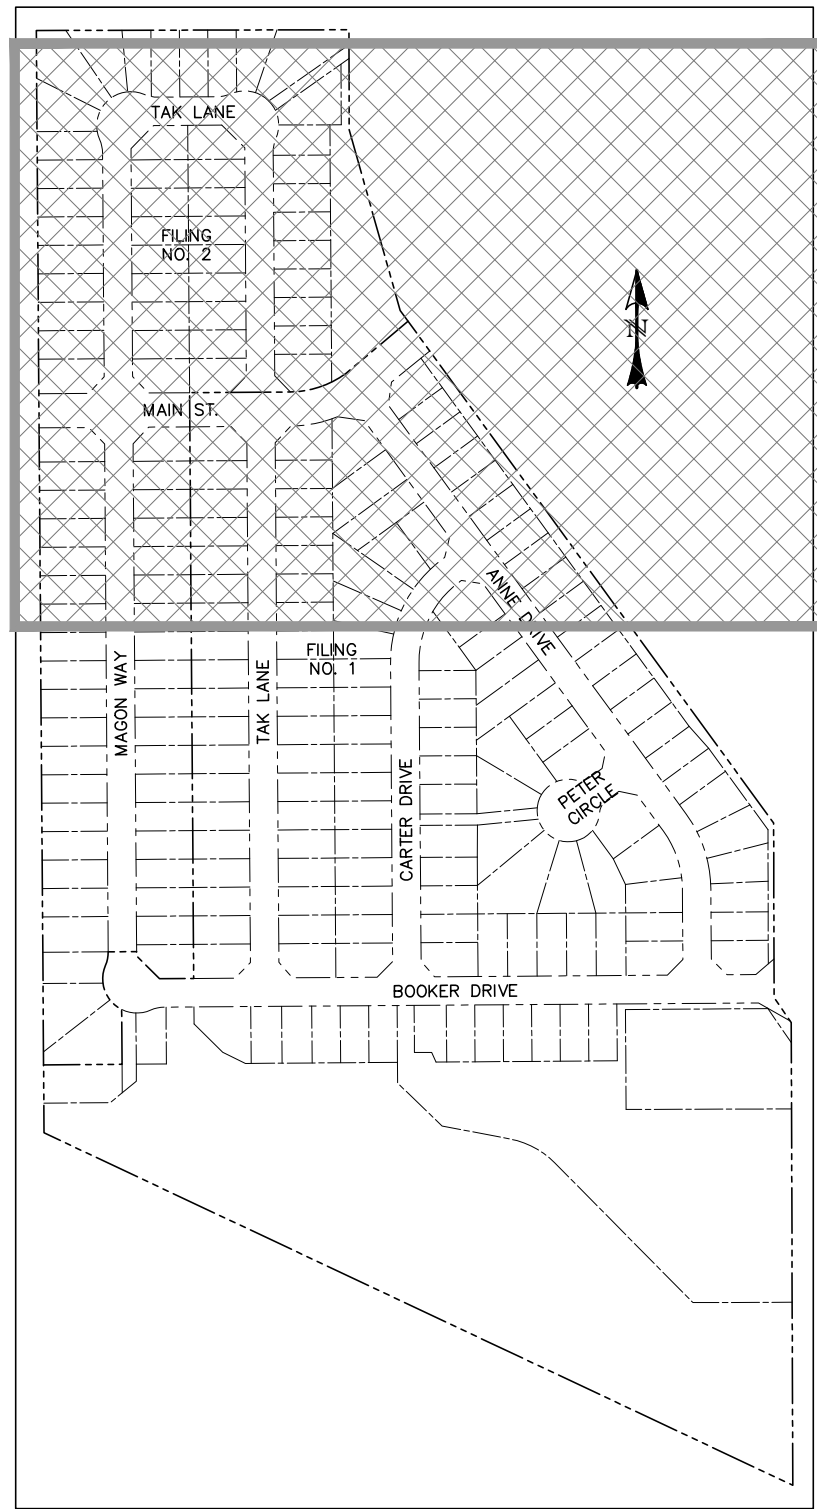 TAK LANE
FILING
NO. 2
N
MAIN ST.
ANNE DRIVE
FILING
NO. 1
MAGON WAY
TAK LANE
CARTER DRIVE
PETER
CIRCLE
BOOKER DRIVE